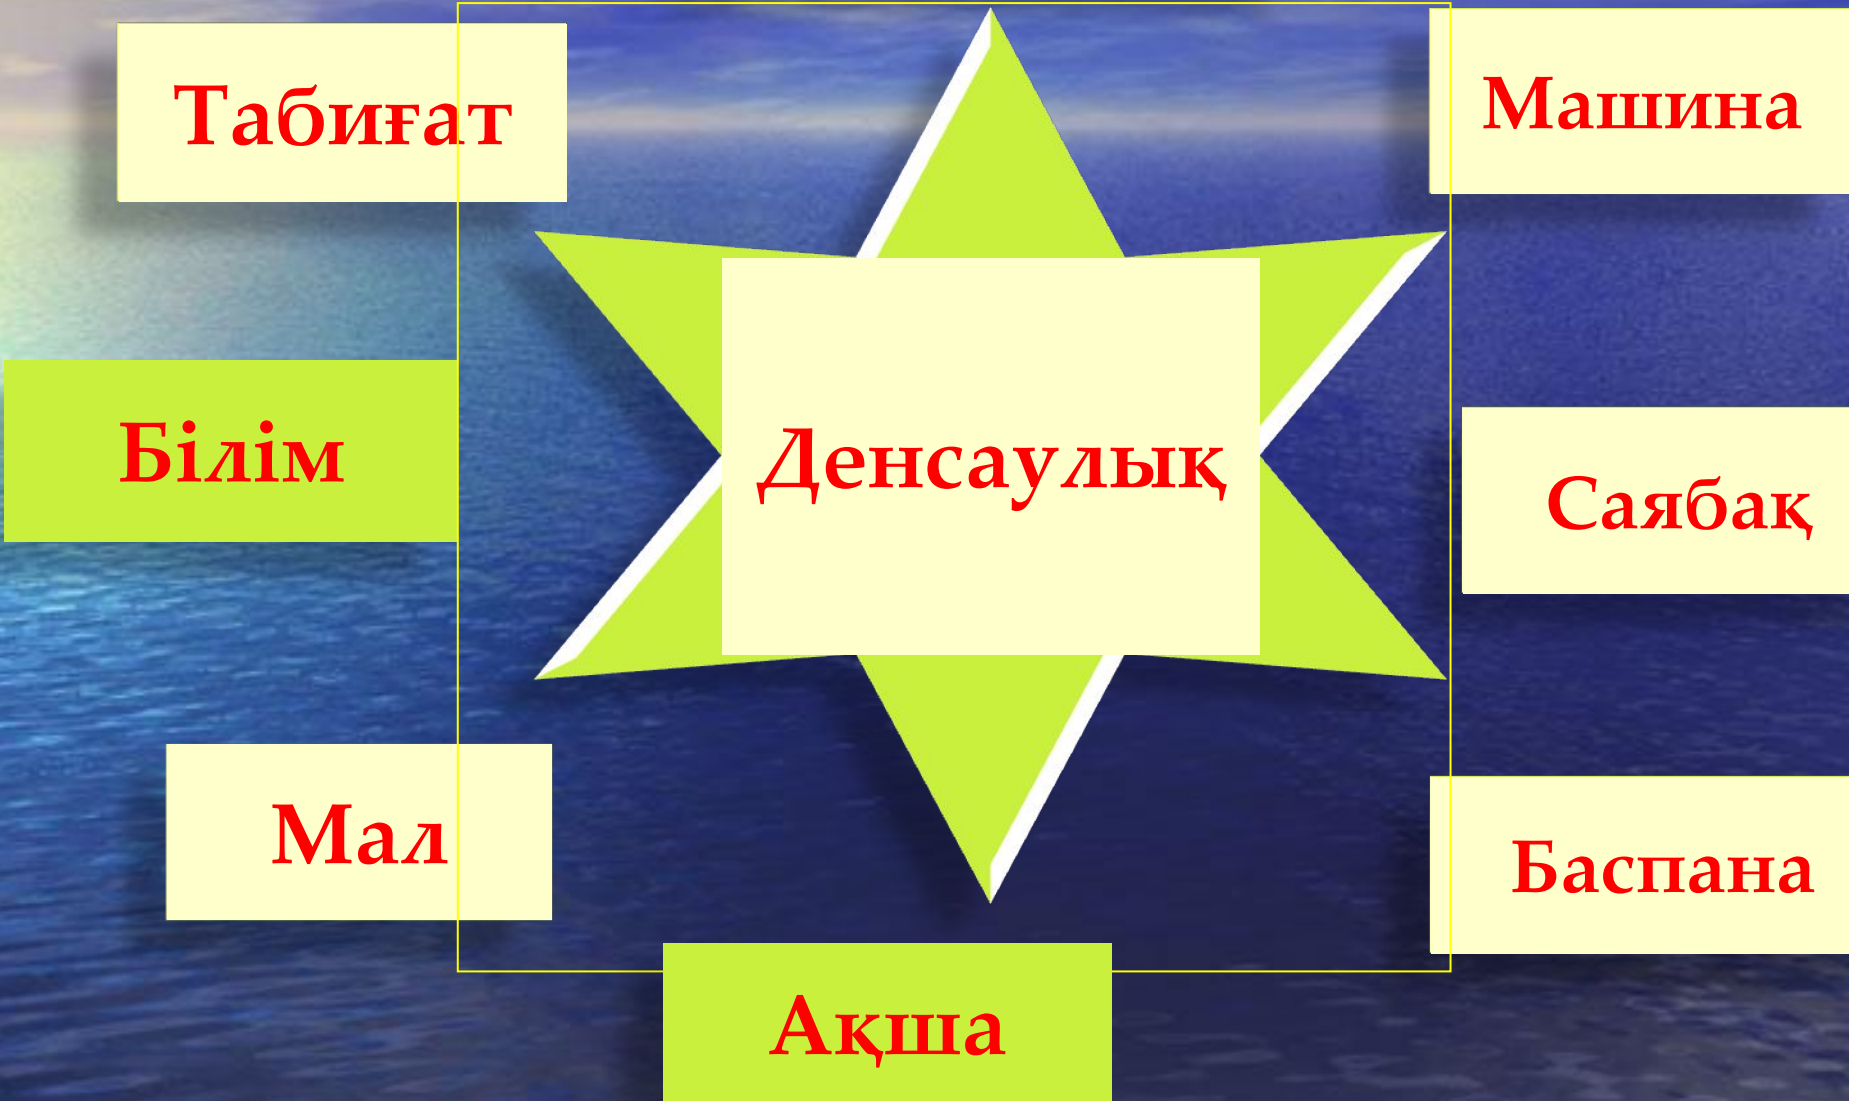 Табиғат
Машина
Білім
Денсаулық
Саябақ
Мал
Баспана
Ақша